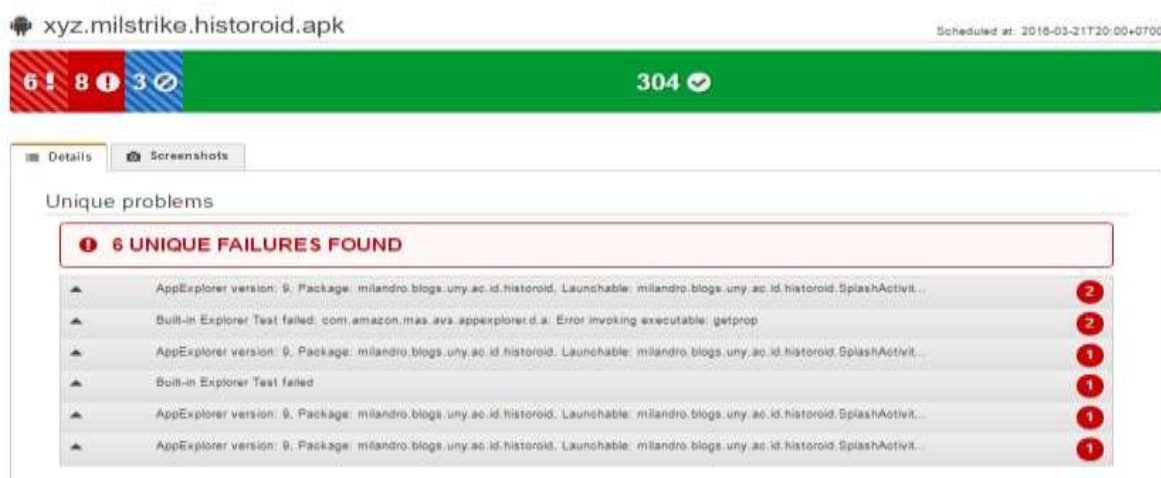 xyz.milstrike.historoid.apk
Scheduled at: 2016-03-21T20:00+0700
6 8 3 304
Details Screenshots
Unique problems
6 UNIQUE FAILURES FOUND
AppExplorer version: 9, Package: milandro.blogs.uny.ac.id.historoid, Launchable: milandro.blogs.uny.ac.id.historoid.SplashActivit... 2
Built-in Explorer Test failed: com.amazon.mas.avs.appexplorer.d.a: Error invoking executable: getprop 2
AppExplorer version: 9, Package: milandro.blogs.uny.ac.id.historoid, Launchable: milandro.blogs.uny.ac.id.historoid.SplashActivit... 1
Built-in Explorer Test failed 1
AppExplorer version: 9, Package: milandro.blogs.uny.ac.id.historoid, Launchable: milandro.blogs.uny.ac.id.historoid.SplashActivit... 1
AppExplorer version: 9, Package: milandro.blogs.uny.ac.id.historoid, Launchable: milandro.blogs.uny.ac.id.historoid.SplashActivit... 1